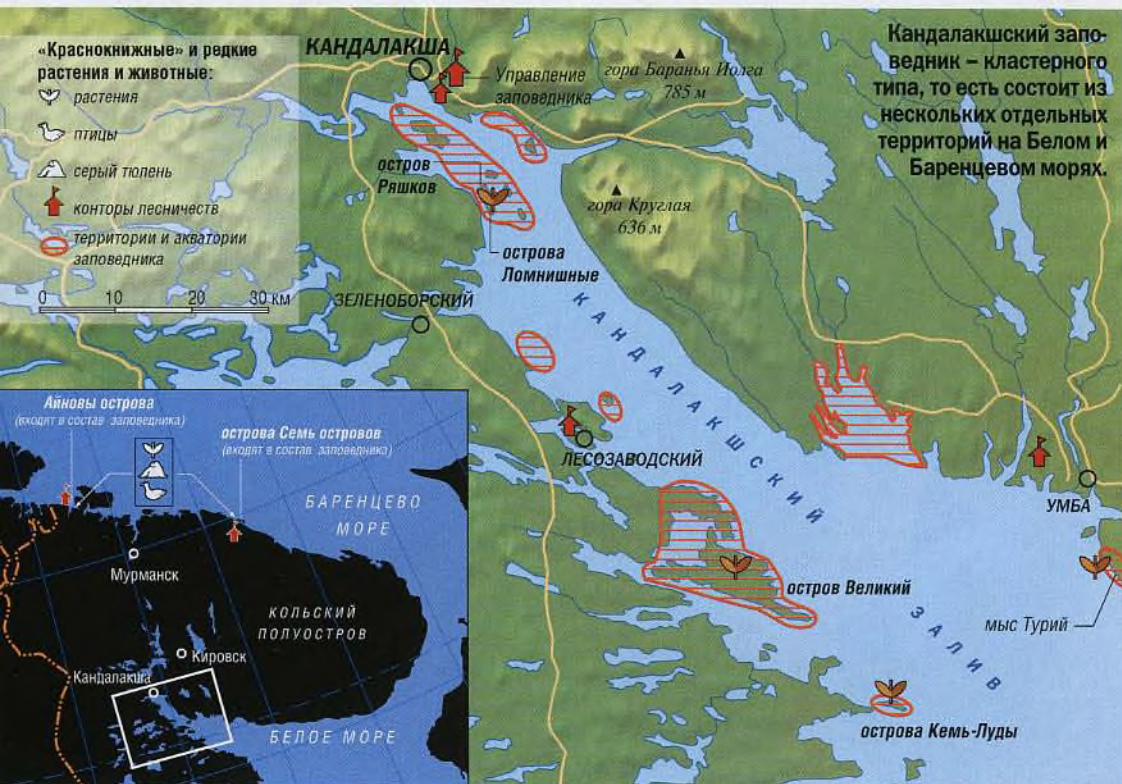 «Краснокнижные» и редкие
растения и животные:
растения
птицы
серый тюлень
конторы лесничеств
территории и акватории
заповедника
0 10 20 30 км
КАНДАЛАКША
Управление
заповедника
гора Баранья Йолга
785 м
Кандалакшский запо-
ведник – кластерного
типа, то есть состоит из
нескольких отдельных
территорий на Белом и
Баренцевом морях.
остров
Ряшков
гора Круглая
636 м
острова
Ломнишные
ЗЕЛЕНОБОРСКИЙ
КАНДАЛАКШСКИЙ
ЗАЛИВ
ЛЕСОЗАВОДСКИЙ
УМБА
остров Великий
мыс Турий
острова Кемь-Луды
Айновы острова
(входят в состав заповедника)
острова Семь островов
(входят в состав заповедника)
БАРЕНЦЕВО
МОРЕ
Мурманск
КОЛЬСКИЙ
ПОЛУОСТРОВ
Кировск
Кандалакша
БЕЛОЕ МОРЕ